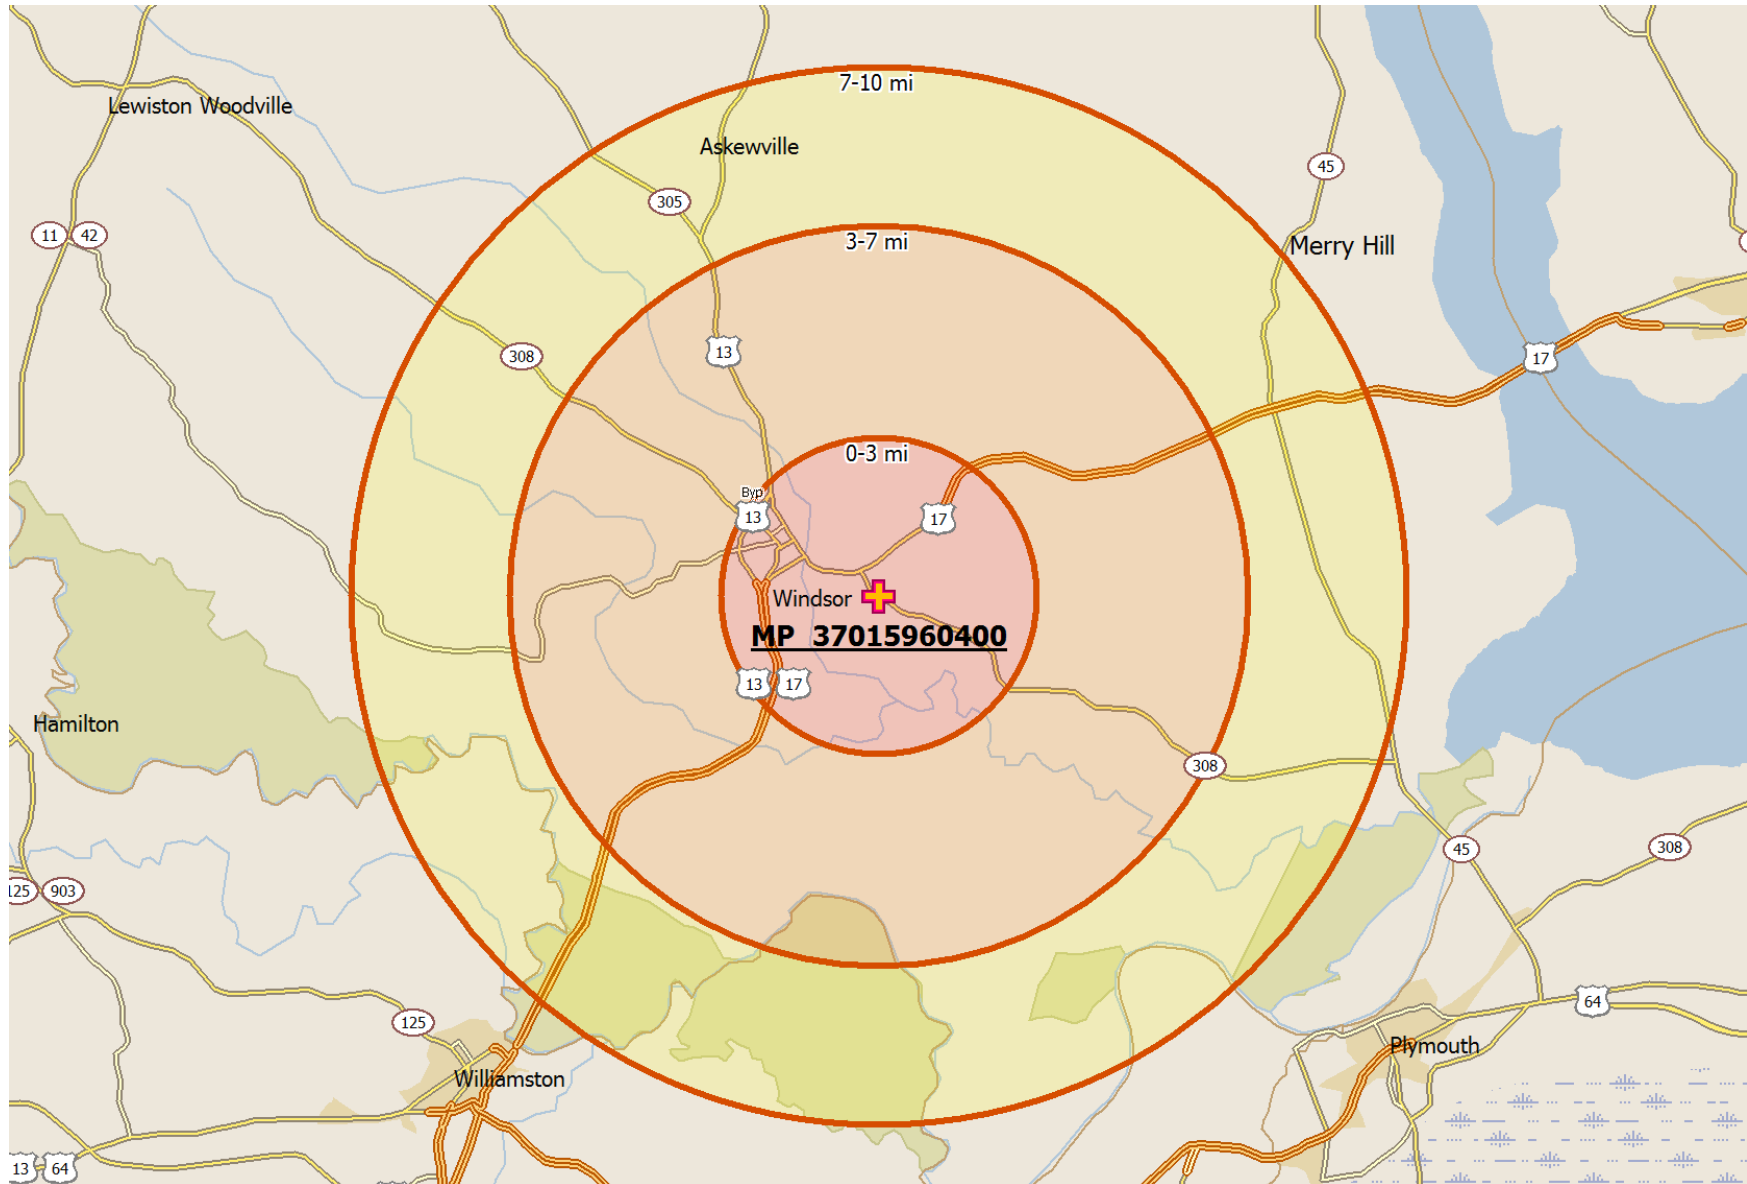 7-10 mi
Lewiston Woodville
Askewville
45
305
11
42
3-7 mi
Merry Hill
13
308
17
0-3 mi
Byp
13
17
Windsor
MP 37015960400
13
17
Hamilton
308
45
308
125
903
64
125
Plymouth
Williamston
13
64